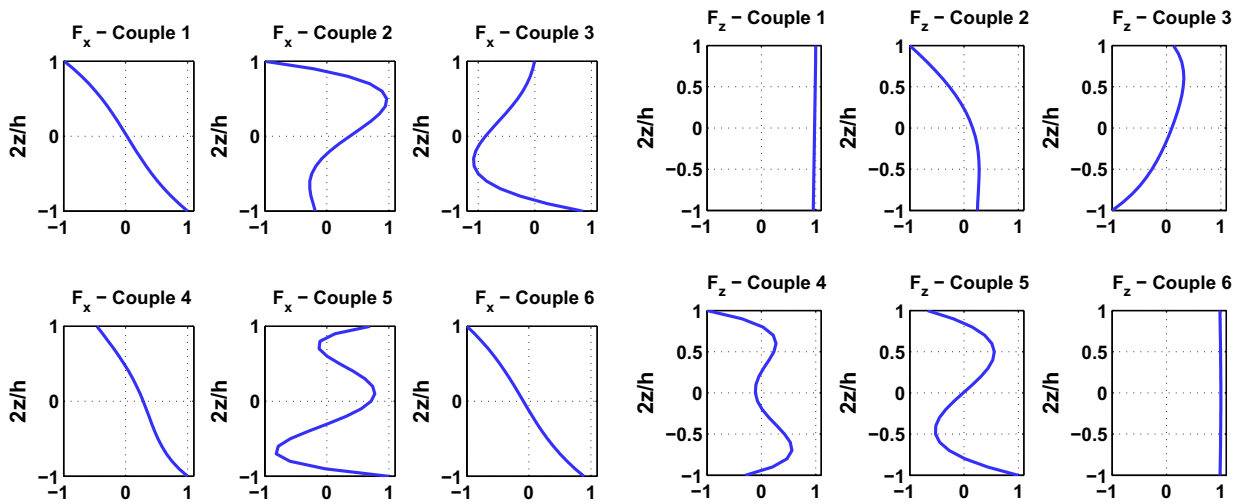 F_x − Couple 1
F_x − Couple 2
F_x − Couple 3
F_z − Couple 1
F_z − Couple 2
F_z − Couple 3
2z/h
1
0
−1
−1 0 1
2z/h
1
0
−1
−1 0 1
2z/h
1
0
−1
−1 0 1
2z/h
1
0.5
0
−0.5
−1
−1 0 1
2z/h
1
0.5
0
−0.5
−1
−1 0 1
2z/h
1
0.5
0
−0.5
−1
−1 0 1
F_x − Couple 4
F_x − Couple 5
F_x − Couple 6
F_z − Couple 4
F_z − Couple 5
F_z − Couple 6
2z/h
1
0
−1
−1 0 1
2z/h
1
0
−1
−1 0 1
2z/h
1
0
−1
−1 0 1
2z/h
1
0.5
0
−0.5
−1
−1 0 1
2z/h
1
0.5
0
−0.5
−1
−1 0 1
2z/h
1
0.5
0
−0.5
−1
−1 0 1